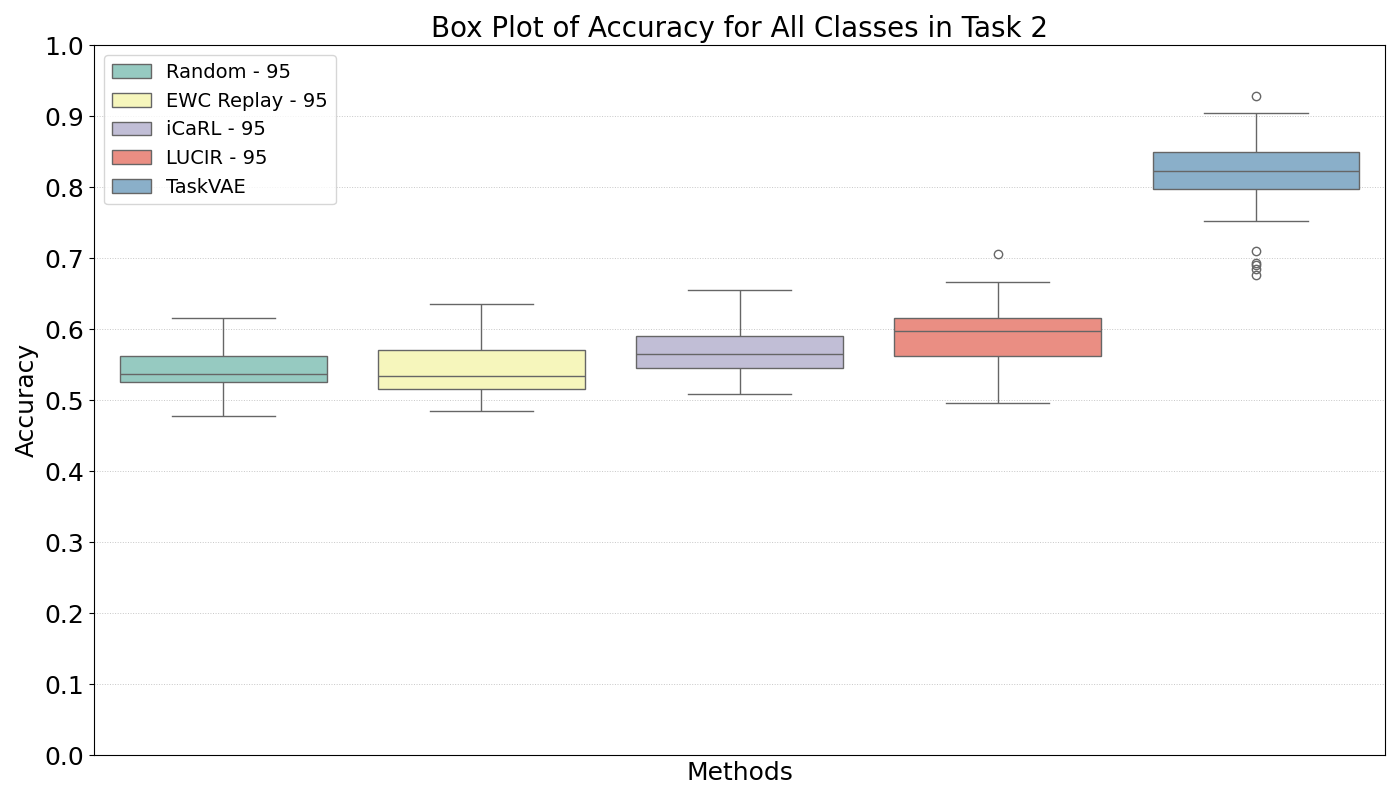 Box Plot of Accuracy for All Classes in Task 2
1.0
0.9
0.8
0.7
0.6
0.5
0.4
0.3
0.2
0.1
0.0
Accuracy
Random - 95
EWC Replay - 95
iCaRL - 95
LUCIR - 95
TaskVAE
Methods